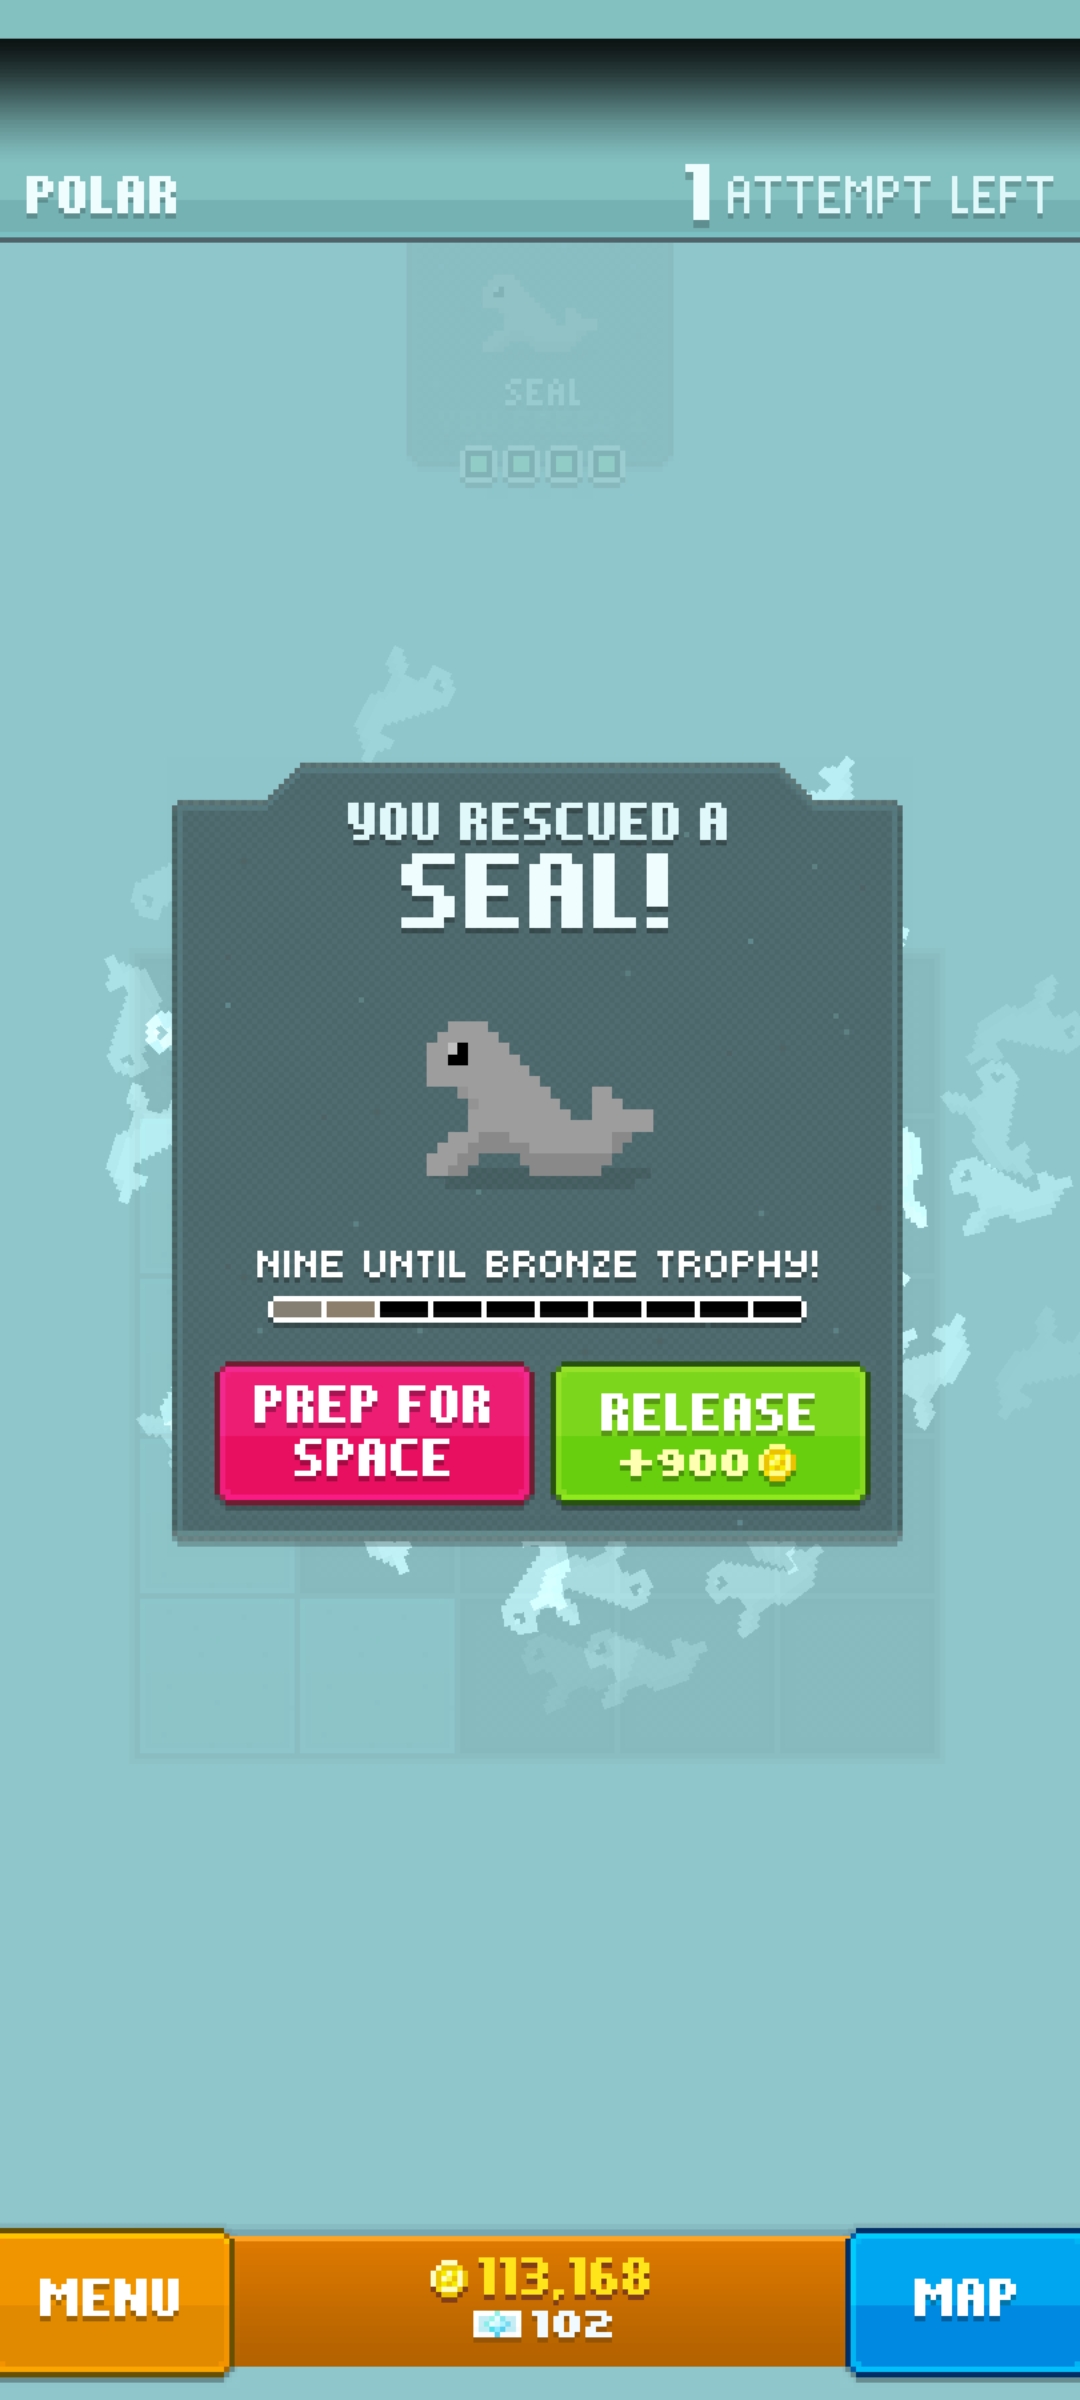 POLAR
1 ATTEMPT LEFT
SEAL
YOU RESCUED A
SEAL!
NINE UNTIL BRONZE TROPHY!
PREP FOR
SPACE
RELEASE
+900
MENU
113,168
102
MAP